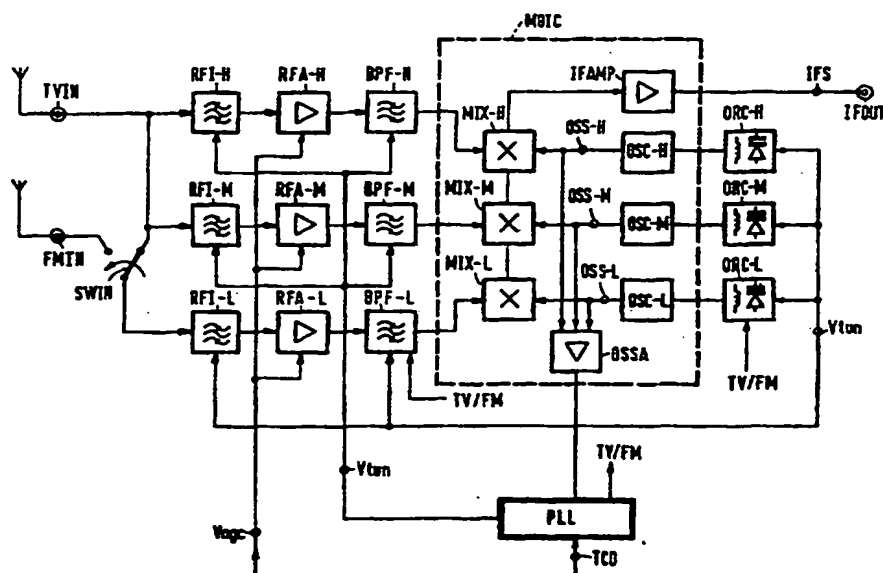 MOIC
RFI-H
RFA-H
BPF-H
IFAMP
IFS
TVIN
MIX-H
OSS-H
OSC-H
ORC-H
IFOUT
RFI-M
RFA-M
BPF-M
MIX-M
OSS-M
OSC-M
ORC-M
FMIN
SWIN
RFI-L
RFA-L
BPF-L
MIX-L
OSS-L
OSC-L
ORC-L
Vtun
OSSA
TV/FM
TV/FM
TV/FM
Vtun
PLL
Vagc
TCD